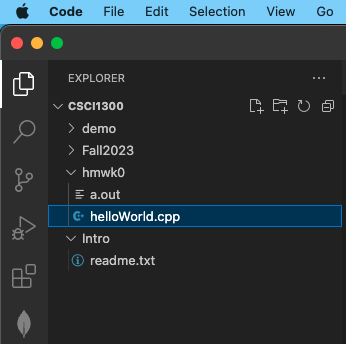 Code File Edit Selection View Go
EXPLORER
CSCI1300
demo
Fall2023
hmwk0
a.out
helloWorld.cpp
Intro
readme.txt